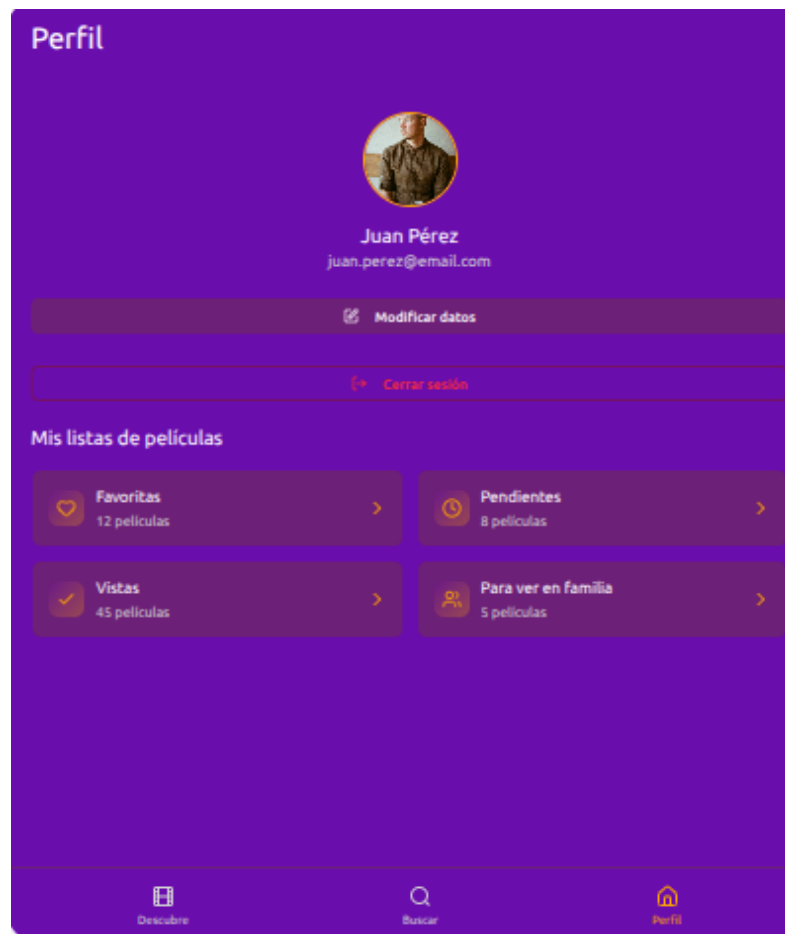 Perfil
Juan Pérez
juan.perez@email.com
Modificar datos
Cerrar sesión
Mis listas de películas
Favoritas
12 películas
Pendientes
8 películas
Vistas
45 películas
Para ver en familia
5 películas
Descubre
Buscar
Perfil